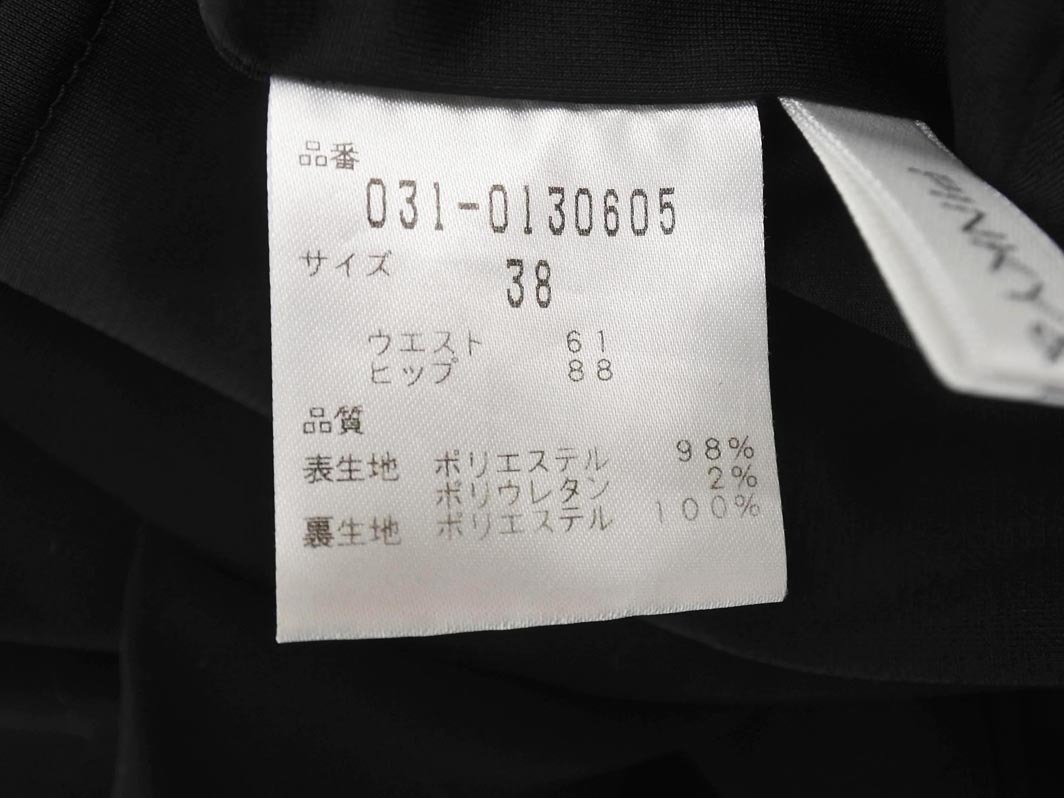 品番
031-0130605
サイズ 38
ウエスト 61
ヒップ 88
品質
表生地 ポリエステル 98%
ポリウレタン 2%
裏生地 ポリエステル 100%
PINKY